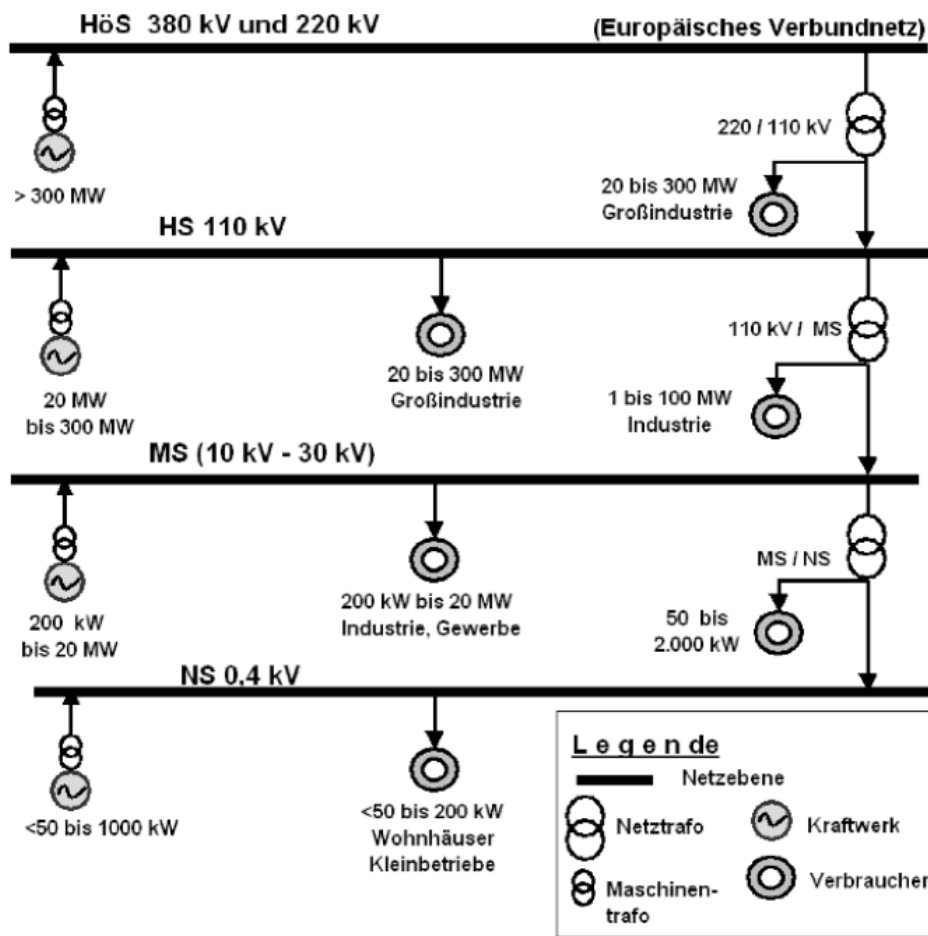 HöS 380 kV und 220 kV
(Europäisches Verbundnetz)
220 / 110 kV
> 300 MW
20 bis 300 MW
Großindustrie
HS 110 kV
110 kV / MS
20 MW
bis 300 MW
20 bis 300 MW
Großindustrie
1 bis 100 MW
Industrie
MS (10 kV - 30 kV)
MS / NS
200 kW
bis 20 MW
200 kW bis 20 MW
Industrie, Gewerbe
50 bis
2.000 kW
NS 0,4 kV
<50 bis 1000 kW
<50 bis 200 kW
Wohnhäuser
Kleinbetriebe
L e g e n de
Netzebene
Netztrafo
Kraftwerk
Maschinen-
trafo
Verbraucher